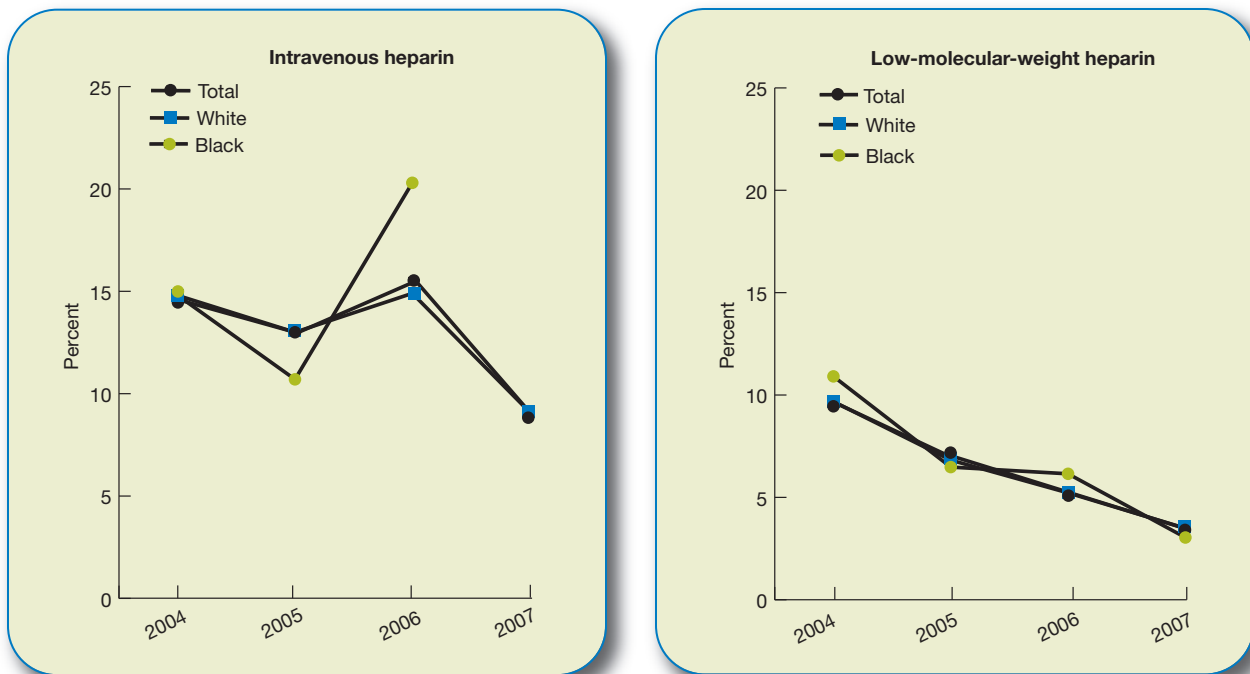 Intravenous heparin
25
20
15
10
5
0
Percent
Total
White
Black
2004
2005
2006
2007
Low-molecular-weight heparin
25
20
15
10
5
0
Percent
Total
White
Black
2004
2005
2006
2007